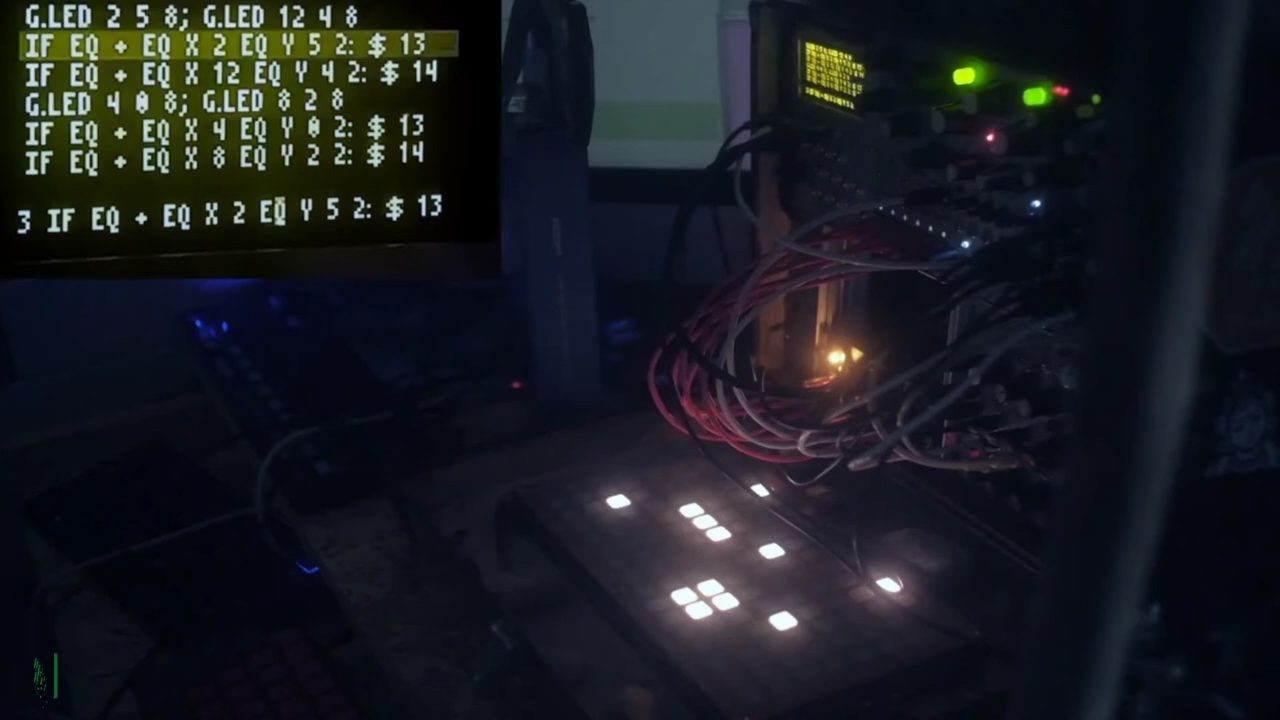 G.LED 2 5 8; G.LED 12 4 8
IF EQ + EQ X 2 EQ Y 5 2: $ 13
IF EQ + EQ X 12 EQ Y 4 2: $ 14
G.LED 4 0 8; G.LED 8 2 8
IF EQ + EQ X 4 EQ Y 0 2: $ 13
IF EQ + EQ X 8 EQ Y 2 2: $ 14
3 IF EQ + EQ X 2 EQ Y 5 2: $ 13